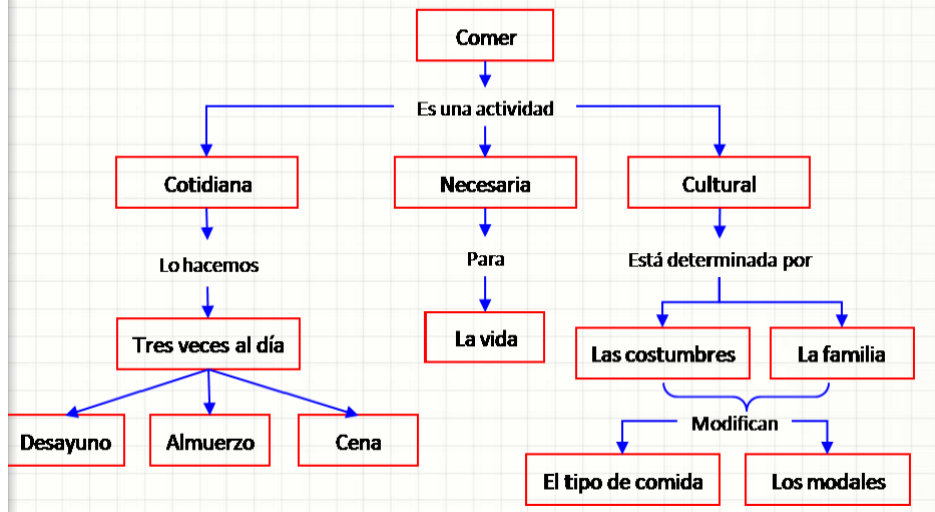 Comer
Es una actividad
Cotidiana
Necesaria
Cultural
Lo hacemos
Para
Está determinada por
Tres veces al día
La vida
Las costumbres
La familia
Modifican
Desayuno
Almuerzo
Cena
El tipo de comida
Los modales